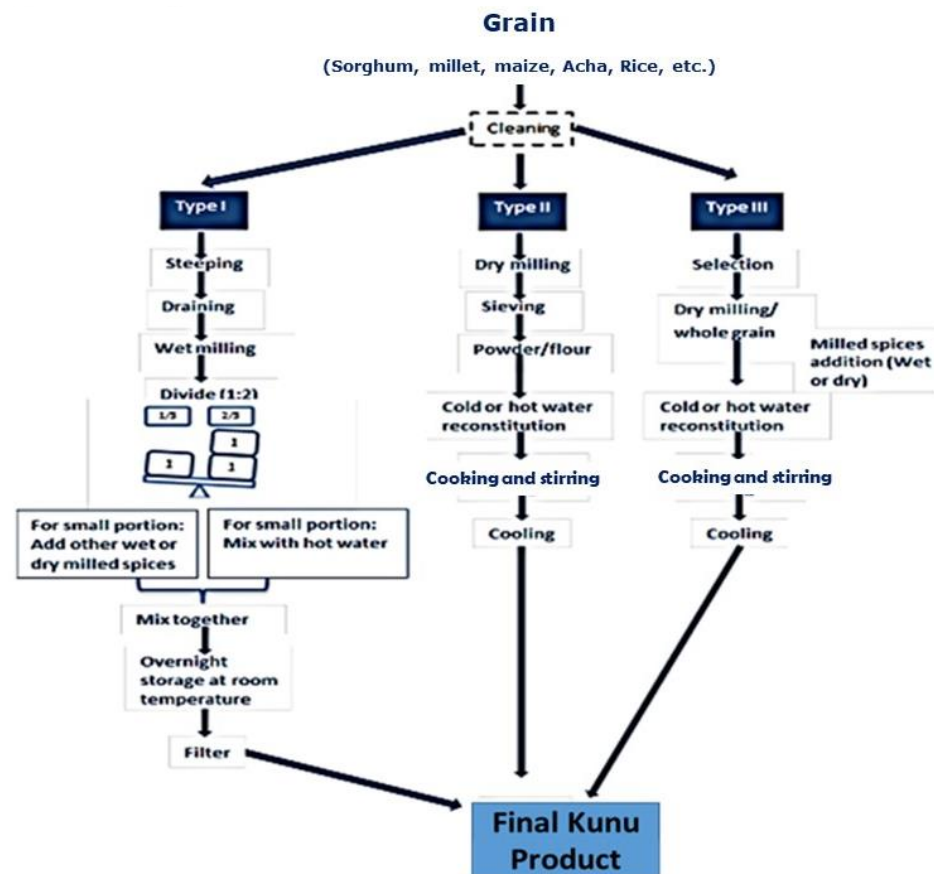 Grain
(Sorghum, millet, maize, Acha, Rice, etc.)
Cleaning
Type I
Steeping
Draining
Wet milling
Divide (1:2)
1/3
2/3
1
1
1
For small portion:
Add other wet or
dry milled spices
For small portion:
Mix with hot water
Mix together
Overnight
storage at room
temperature
Filter
Type II
Dry milling
Sieving
Powder/flour
Cold or hot water
reconstitution
Cooking and stirring
Cooling
Type III
Selection
Dry milling/
whole grain
Milled spices
addition (Wet
or dry)
Cold or hot water
reconstitution
Cooking and stirring
Cooling
Final Kunu
Product